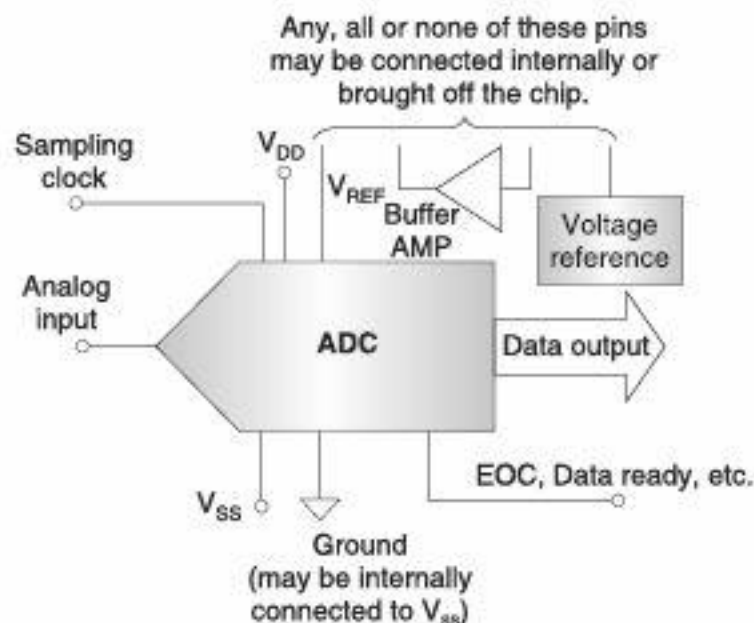 Any, all or none of these pins
may be connected internally or
brought off the chip.
Sampling
clock
VDD
VREF
Buffer
AMP
Voltage
reference
Analog
input
ADC
Data output
VSS
EOC, Data ready, etc.
Ground
(may be internally
connected to Vss)